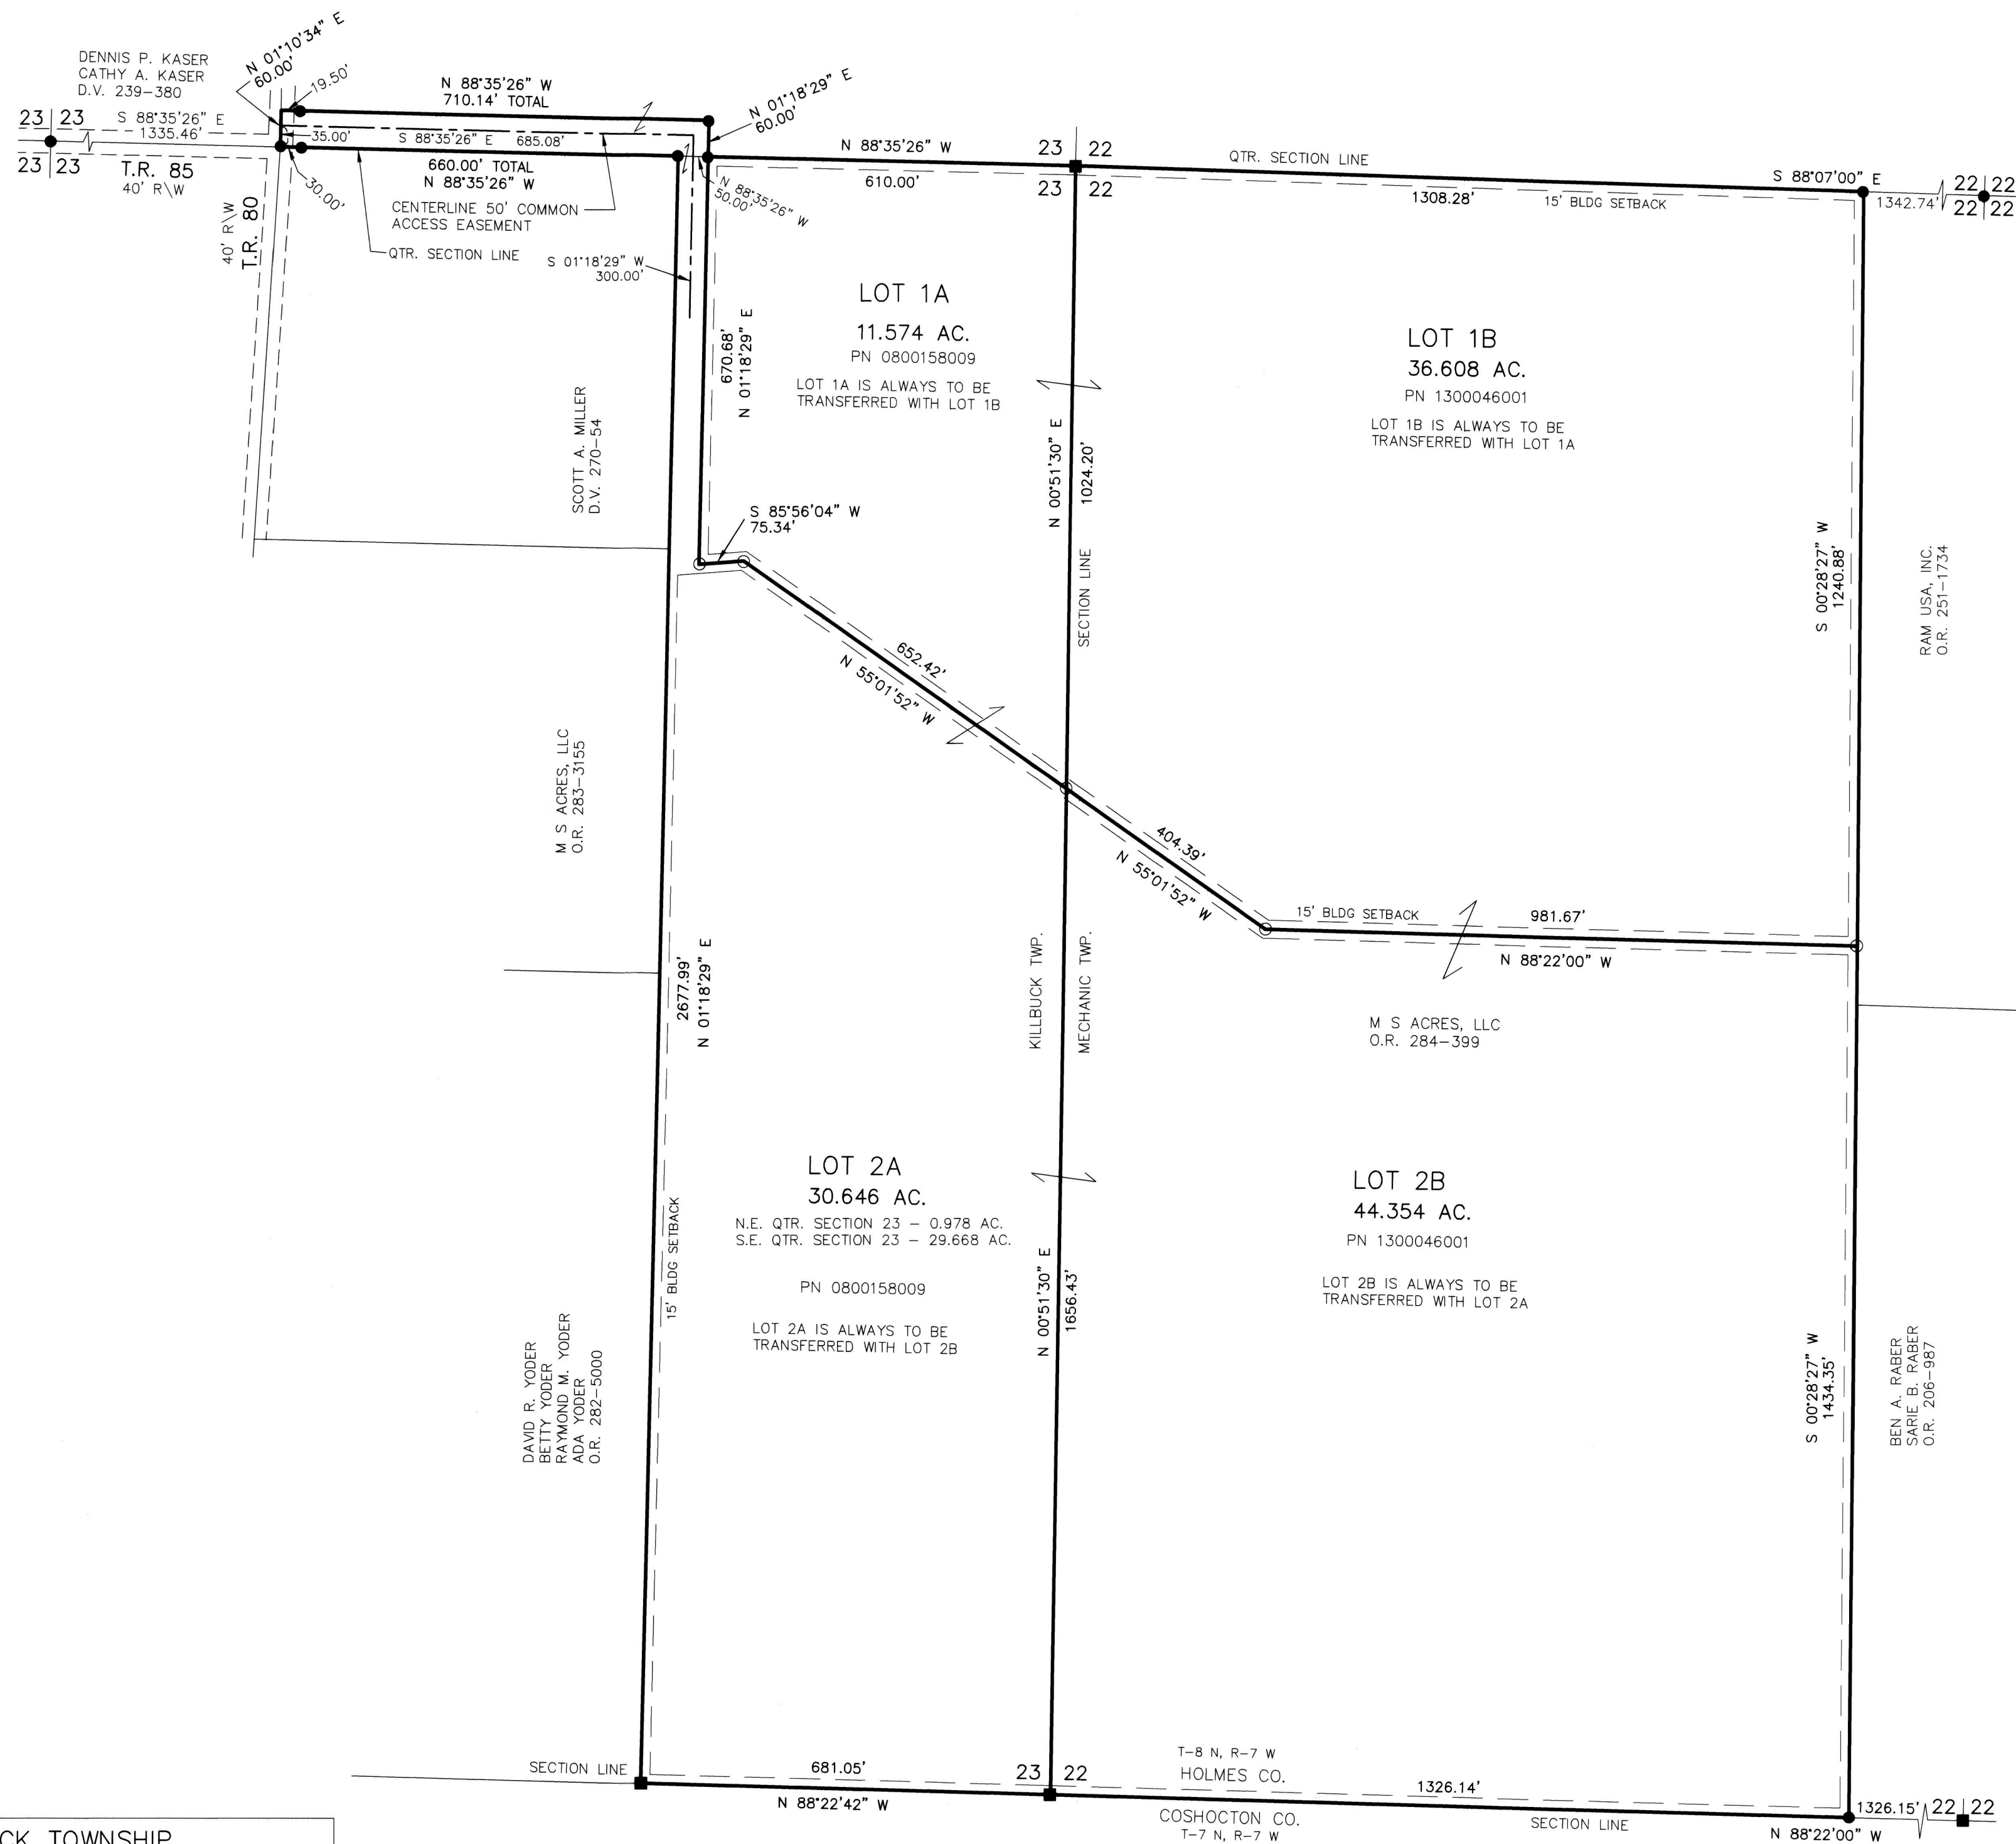 DENNIS P. KASER
CATHY A. KASER
D.V. 239-380
N 01°10'34" E
60.00'
19.50'
N 88°35'26" W
710.14' TOTAL
N 01°18'29" E
60.00'
23 23
23 23
S 88°35'26" E
1335.46'
T.R. 85
40' R\W
35.00'
S 88°35'26" E 685.08'
660.00' TOTAL
N 88°35'26" W
30.00'
40' R\W
T.R. 80
CENTERLINE 50' COMMON
ACCESS EASEMENT
QTR. SECTION LINE
N 88°35'26" W
50.00'
S 01°18'29" W
300.00'
N 88°35'26" W
610.00'
23 22
23 22
QTR. SECTION LINE
1308.28'
15' BLDG SETBACK
S 88°07'00" E
1342.74'
22 22
22 22
LOT 1A
11.574 AC.
PN 0800158009
LOT 1A IS ALWAYS TO BE
TRANSFERRED WITH LOT 1B
670.68'
N 01°18'29" E
LOT 1B
36.608 AC.
PN 1300046001
LOT 1B IS ALWAYS TO BE
TRANSFERRED WITH LOT 1A
SCOTT A. MILLER
D.V. 270-54
S 85°56'04" W
75.34'
N 00°51'30" E
1024.20'
SECTION LINE
S 00°28'27" W
1240.88'
RAM USA, INC.
O.R. 251-1734
652.42'
N 55°01'52" W
M S ACRES, LLC
O.R. 283-3155
404.39'
N 55°01'52" W
15' BLDG SETBACK
981.67'
N 88°22'00" W
2677.99'
N 01°18'29" E
KILLBUCK TWP.
MECHANIC TWP.
M S ACRES, LLC
O.R. 284-399
LOT 2A
30.646 AC.
N.E. QTR. SECTION 23 - 0.978 AC.
S.E. QTR. SECTION 23 - 29.668 AC.
PN 0800158009
LOT 2A IS ALWAYS TO BE
TRANSFERRED WITH LOT 2B
15' BLDG SETBACK
N 00°51'30" E
1656.43'
LOT 2B
44.354 AC.
PN 1300046001
LOT 2B IS ALWAYS TO BE
TRANSFERRED WITH LOT 2A
DAVID R. YODER
BETTY YODER
RAYMOND M. YODER
ADA YODER
O.R. 282-5000
S 00°28'27" W
1434.35'
BEN A. RABER
SARIE B. RABER
O.R. 206-987
SECTION LINE
681.05'
N 88°22'42" W
23 22
T-8 N, R-7 W
HOLMES CO.
1326.14'
COSHOCTON CO.
T-7 N, R-7 W
SECTION LINE
1326.15'
22 22
N 88°22'00" W
CK TOWNSHIP